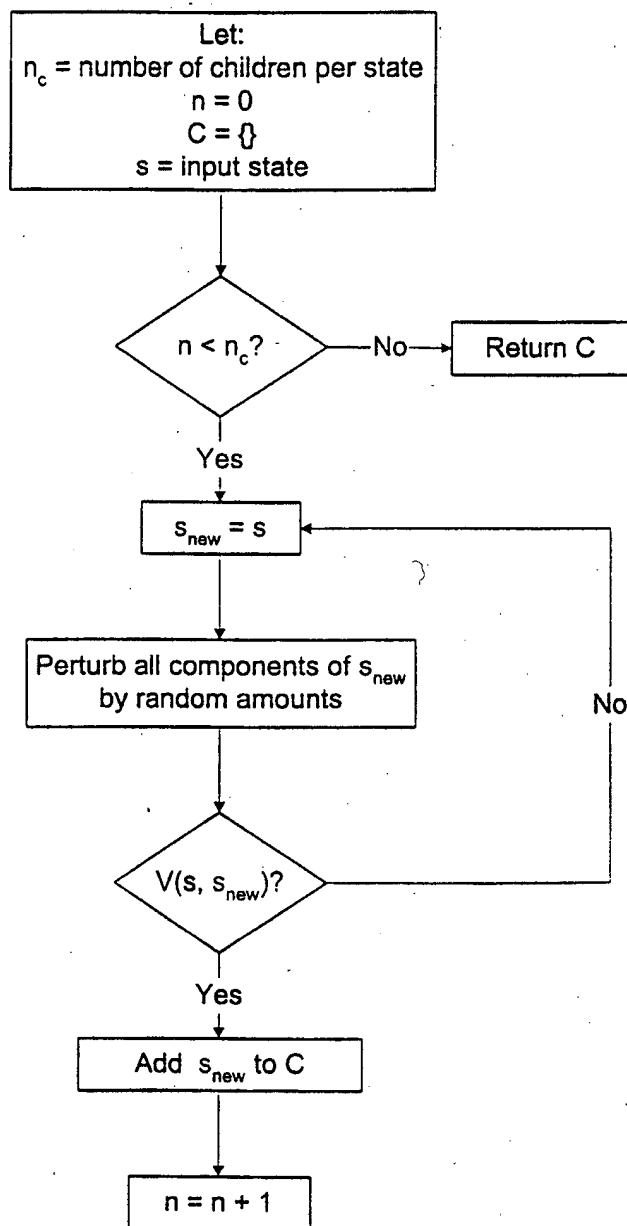 Let:
n_c = number of children per state
n = 0
C = {}
s = input state
n < n_c?
No
Return C
Yes
s_new = s
Perturb all components of s_new
by random amounts
No
V(s, s_new)?
Yes
Add s_new to C
n = n + 1